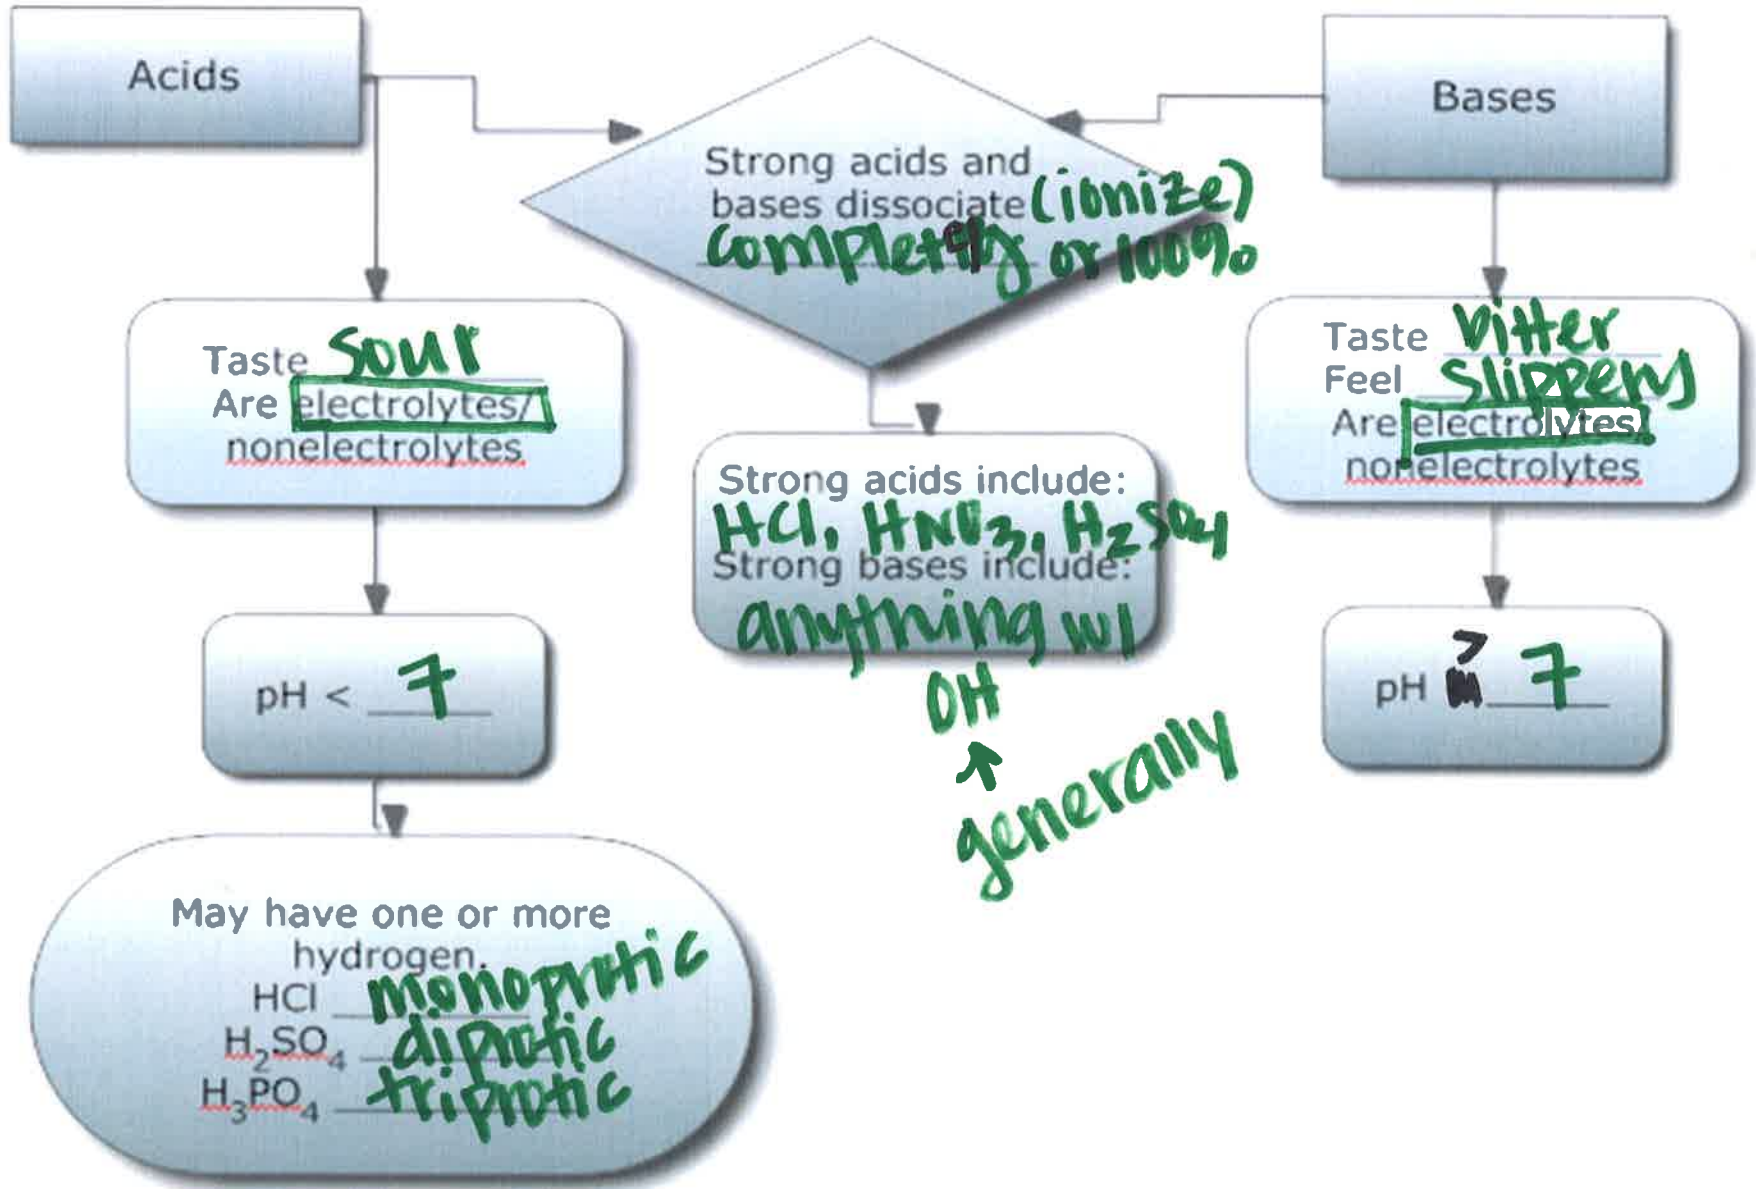 Acids
Strong acids and
bases dissociate (ionize)
completely or 100%
Bases
Taste sour
Are electrolytes/
nonelectrolytes
Strong acids include:
HCl, HNO3, H2SO4
Strong bases include:
anything w/
OH
↑
generally
Taste bitter
Feel slippery
Are electrolytes/
nonelectrolytes
pH < 7
pH > 7
May have one or more
hydrogen.
HCl monoprotic
H₂SO₄ diprotic
H₃PO₄ triprotic